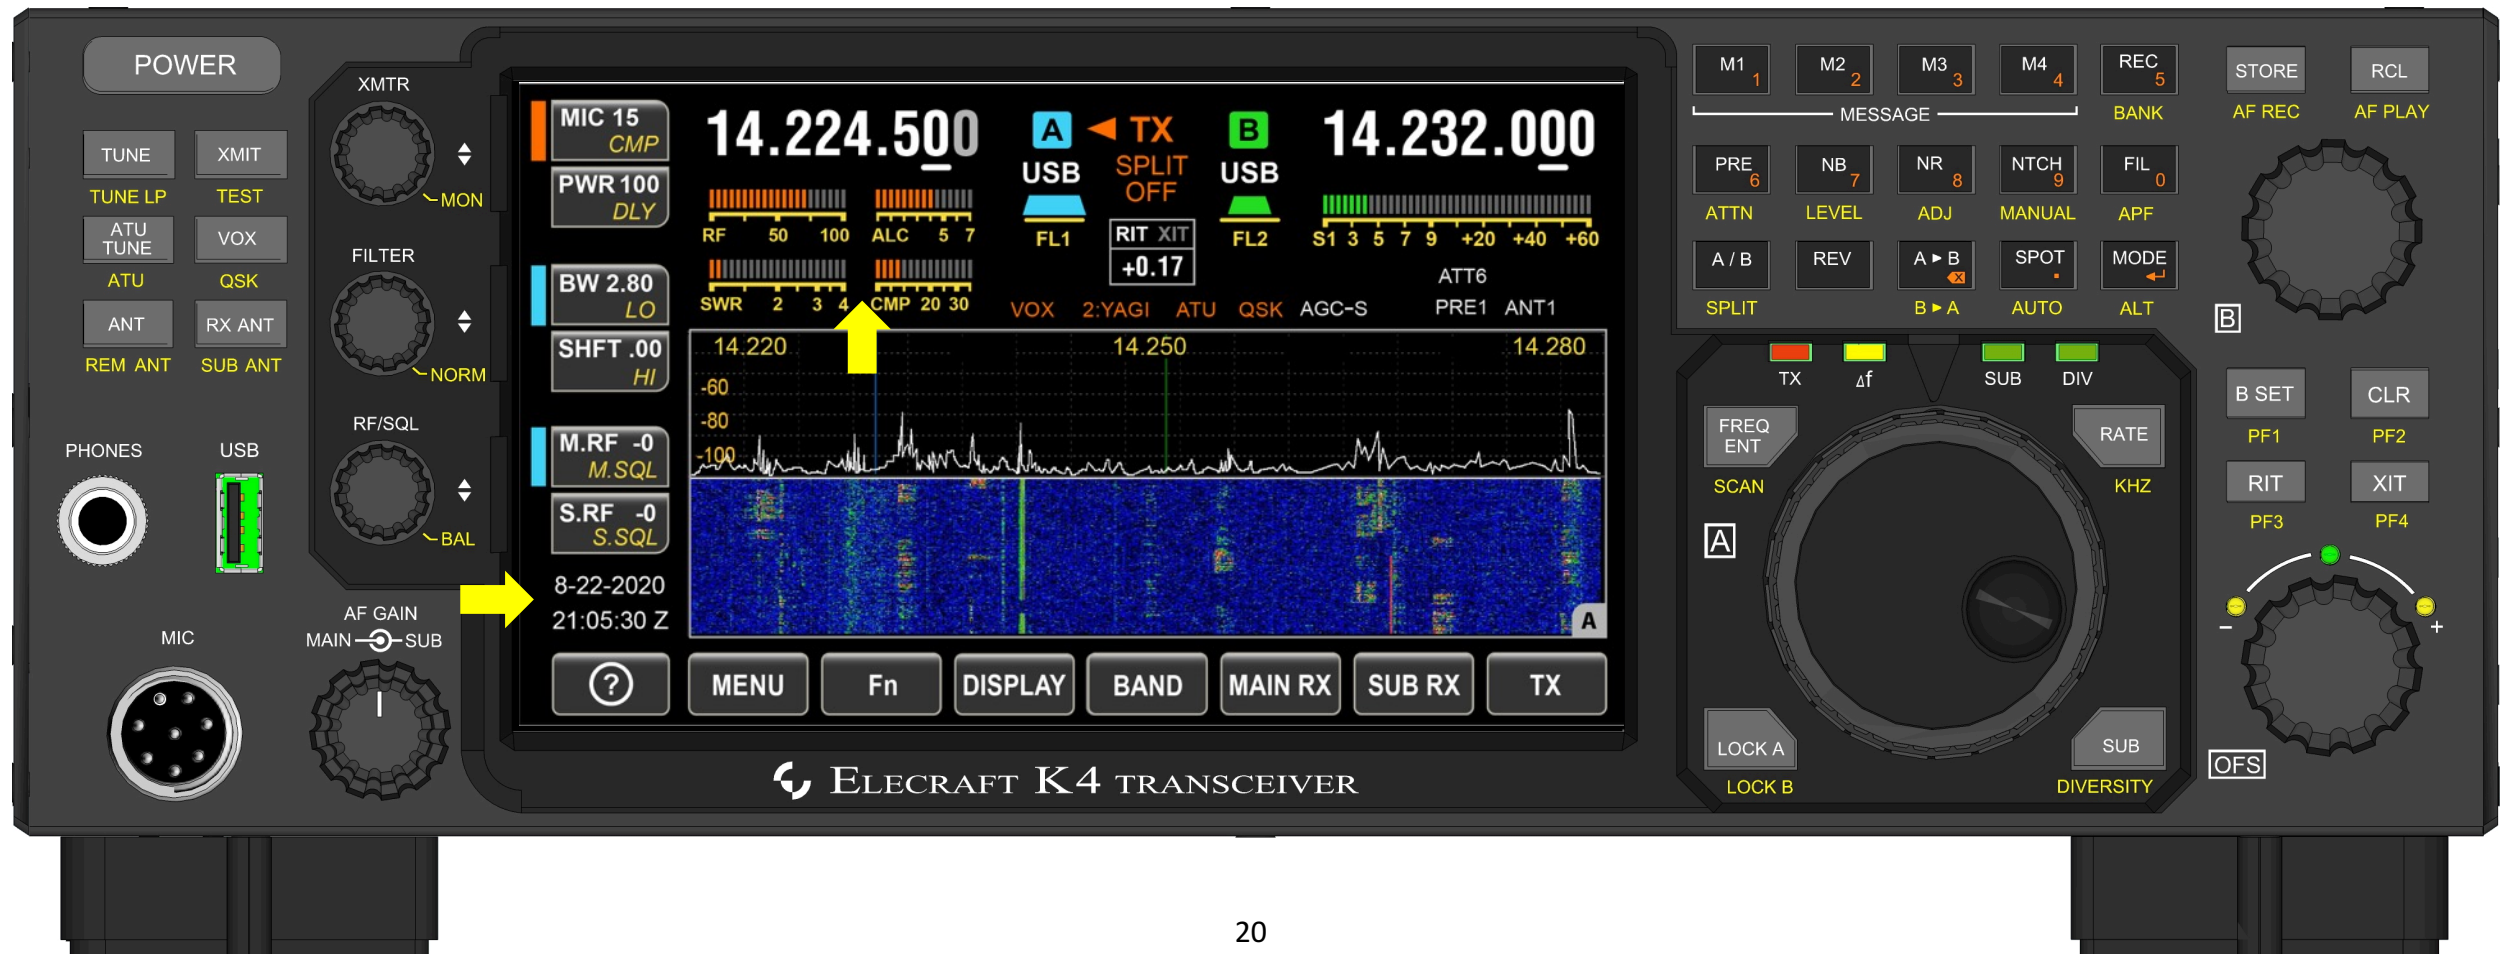 POWER
TUNE
XMIT
TUNE LP
TEST
ATU TUNE
VOX
ATU
QSK
ANT
RX ANT
REM ANT
SUB ANT
PHONES
USB
MIC
XMTR
MON
FILTER
NORM
RF/SQL
BAL
AF GAIN
MAIN
SUB
MIC 15
CMP
PWR 100
DLY
BW 2.80
LO
SHFT .00
HI
M.RF -0
M.SQL
S.RF -0
S.SQL
8-22-2020
21:05:30 Z
14.224.500
A
TX
B
14.232.000
USB
SPLIT
OFF
USB
RF 50 100
ALC 5 7
FL1
RIT XIT
+0.17
FL2
S1 3 5 7 9 +20 +40 +60
SWR 2 3 4
CMP 20 30
VOX 2:YAGI ATU QSK AGC-S
ATT6
PRE1 ANT1
14.220 14.250 14.280
-60
-80
-100
A
?
MENU
Fn
DISPLAY
BAND
MAIN RX
SUB RX
TX
ELECRAFT K4 TRANSCEIVER
M1 1
M2 2
M3 3
M4 4
REC 5
MESSAGE
BANK
PRE 6
NB 7
NR 8
NTCH 9
FIL 0
ATTN
LEVEL
ADJ
MANUAL
APF
A / B
REV
A ▸ B
SPOT .
MODE
SPLIT
B ▸ A
AUTO
ALT
STORE
RCL
AF REC
AF PLAY
B
TX
Δf
SUB
DIV
FREQ ENT
RATE
SCAN
KHZ
A
LOCK A
SUB
LOCK B
DIVERSITY
B SET
CLR
PF1
PF2
RIT
XIT
PF3
PF4
–
+
OFS
20